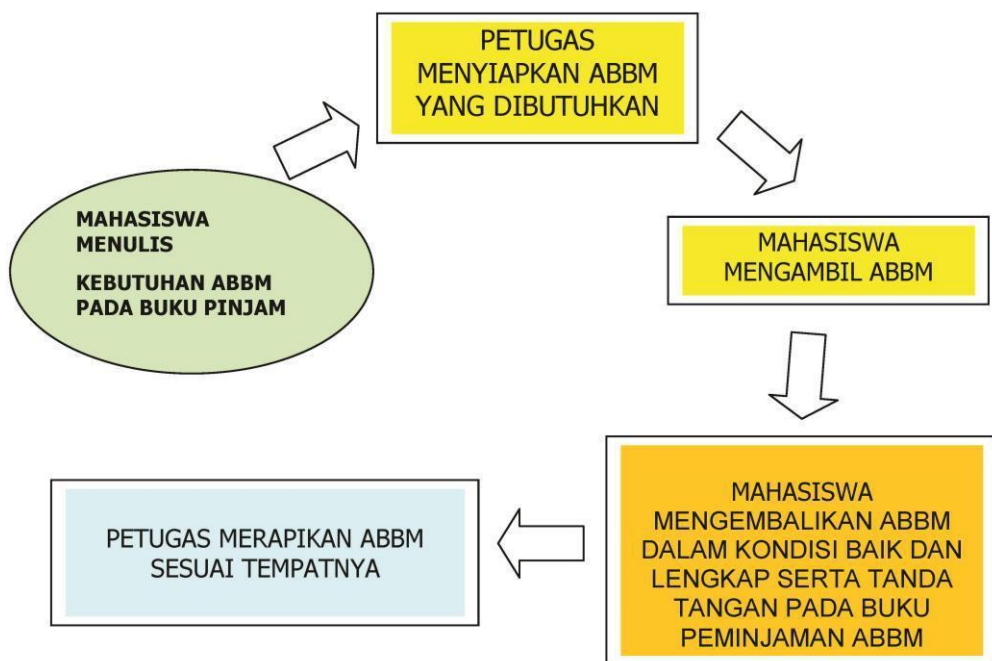 PETUGAS
MENYIAPKAN ABBM
YANG DIBUTUHKAN
MAHASISWA
MENULIS
KEBUTUHAN ABBM
PADA BUKU PINJAM
MAHASISWA
MENGAMBIL ABBM
MAHASISWA
MENGEMBALIKAN ABBM
DALAM KONDISI BAIK DAN
LENGKAP SERTA TANDA
TANGAN PADA BUKU
PEMINJAMAN ABBM
PETUGAS MERAPIKAN ABBM
SESUAI TEMPATNYA